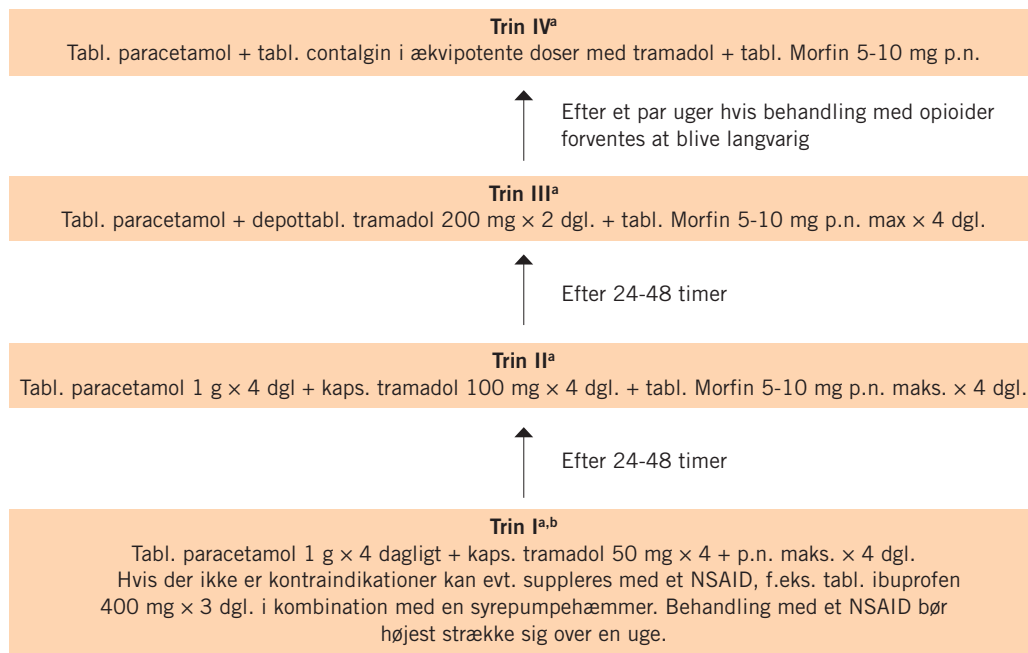 Trin IVᵃ
Tabl. paracetamol + tabl. contalgin i ækvipotente doser med tramadol + tabl. Morfin 5-10 mg p.n.
Efter et par uger hvis behandling med opioider
forventes at blive langvarig
Trin IIIᵃ
Tabl. paracetamol + depottabl. tramadol 200 mg × 2 dgl. + tabl. Morfin 5-10 mg p.n. max × 4 dgl.
Efter 24-48 timer
Trin IIᵃ
Tabl. paracetamol 1 g × 4 dgl + kaps. tramadol 100 mg × 4 dgl. + tabl. Morfin 5-10 mg p.n. maks. × 4 dgl.
Efter 24-48 timer
Trin Iᵃ,ᵇ
Tabl. paracetamol 1 g × 4 dagligt + kaps. tramadol 50 mg × 4 + p.n. maks. × 4 dgl.
Hvis der ikke er kontraindikationer kan evt. suppleres med et NSAID, f.eks. tabl. ibuprofen
400 mg × 3 dgl. i kombination med en syrepumpehæmmer. Behandling med et NSAID bør
højest strække sig over en uge.